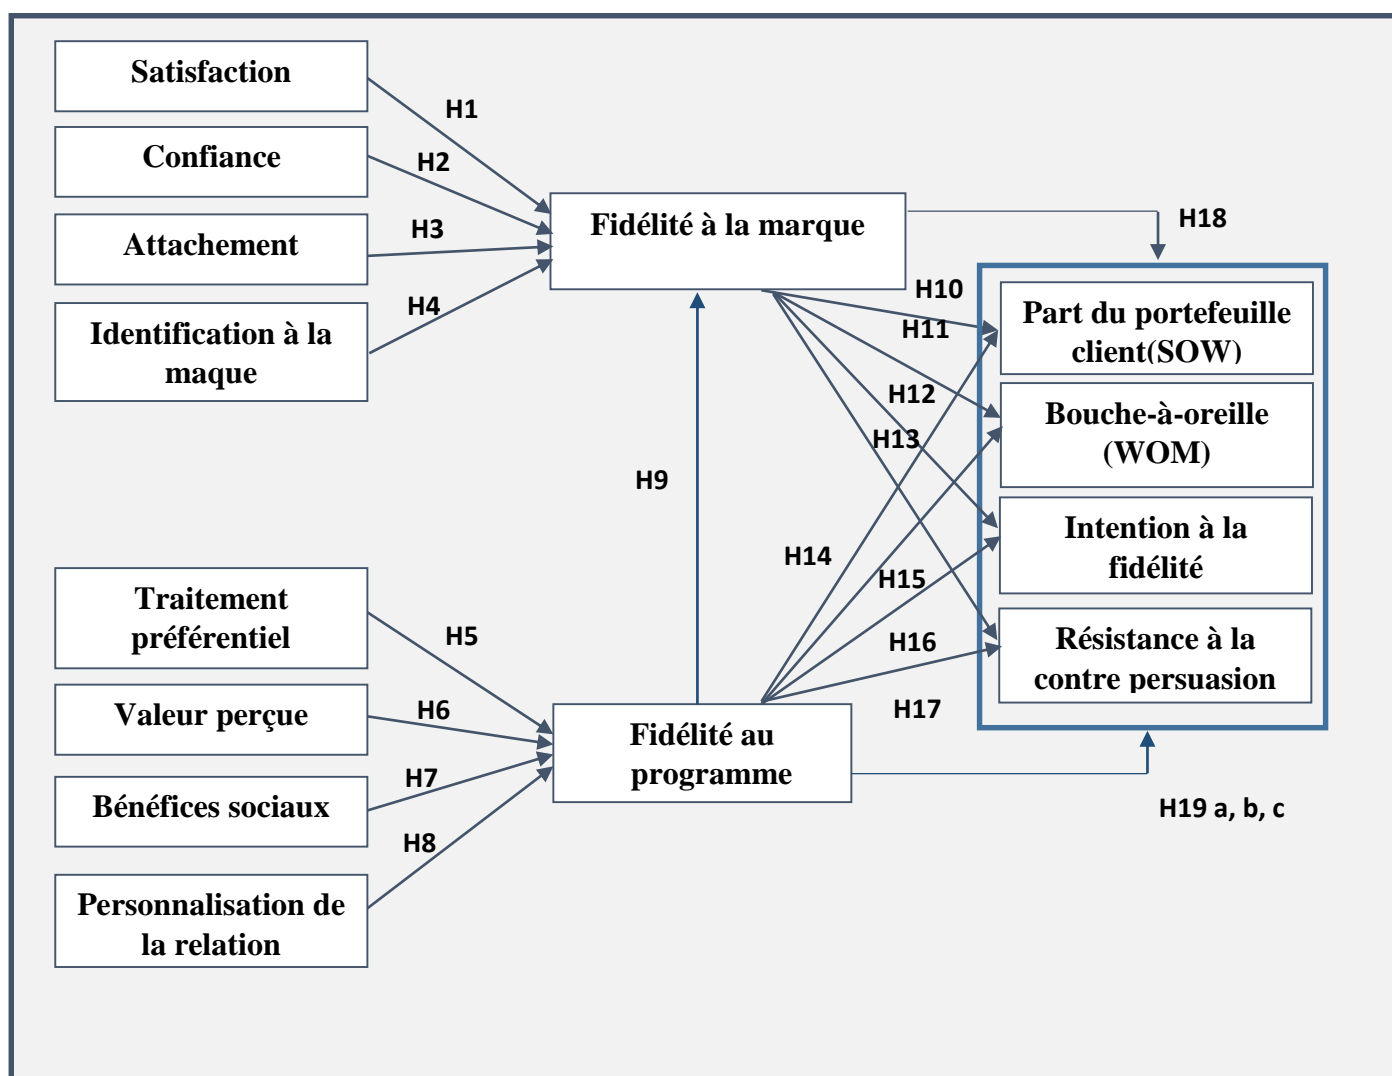 Satisfaction
H1
Confiance
H2
Attachement
H3
Identification à la
maque
H4
Fidélité à la marque
H18
H10
H11
H12
H13
Part du portefeuille
client(SOW)
Bouche-à-oreille
(WOM)
Intention à la
fidélité
Résistance à la
contre persuasion
H9
H14
H15
H16
H17
Traitement
préférentiel
H5
Valeur perçue
H6
Bénéfices sociaux
H7
Personnalisation de
la relation
H8
Fidélité au
programme
H19 a, b, c